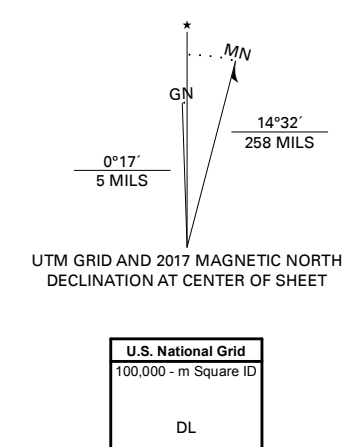 ★
MN
GN
14°32´
258 MILS
0°17´
5 MILS
UTM GRID AND 2017 MAGNETIC NORTH
DECLINATION AT CENTER OF SHEET
U.S. National Grid
100,000 - m Square ID
DL